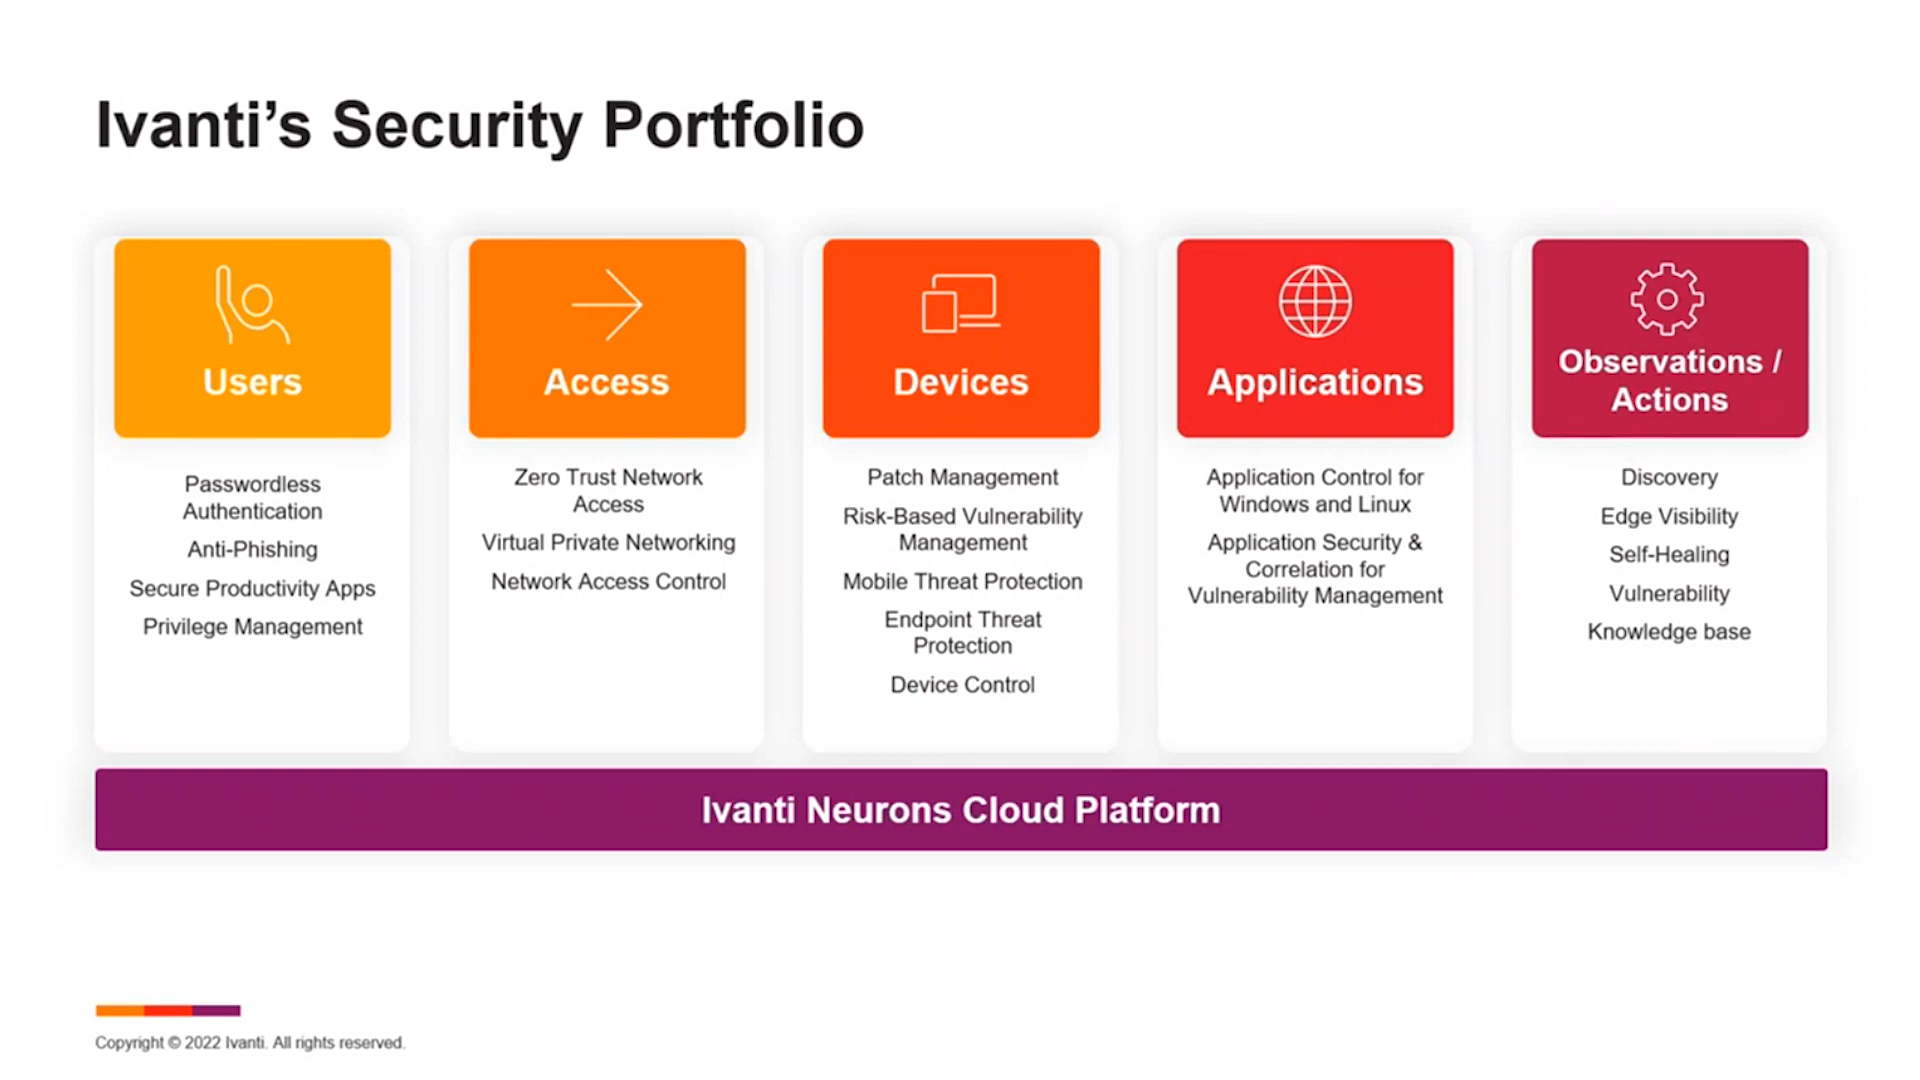 Ivanti’s Security Portfolio
Users
Passwordless
Authentication
Anti-Phishing
Secure Productivity Apps
Privilege Management
Access
Zero Trust Network
Access
Virtual Private Networking
Network Access Control
Devices
Patch Management
Risk-Based Vulnerability
Management
Mobile Threat Protection
Endpoint Threat
Protection
Device Control
Applications
Application Control for
Windows and Linux
Application Security &
Correlation for
Vulnerability Management
Observations /
Actions
Discovery
Edge Visibility
Self-Healing
Vulnerability
Knowledge base
Ivanti Neurons Cloud Platform
Copyright © 2022 Ivanti. All rights reserved.